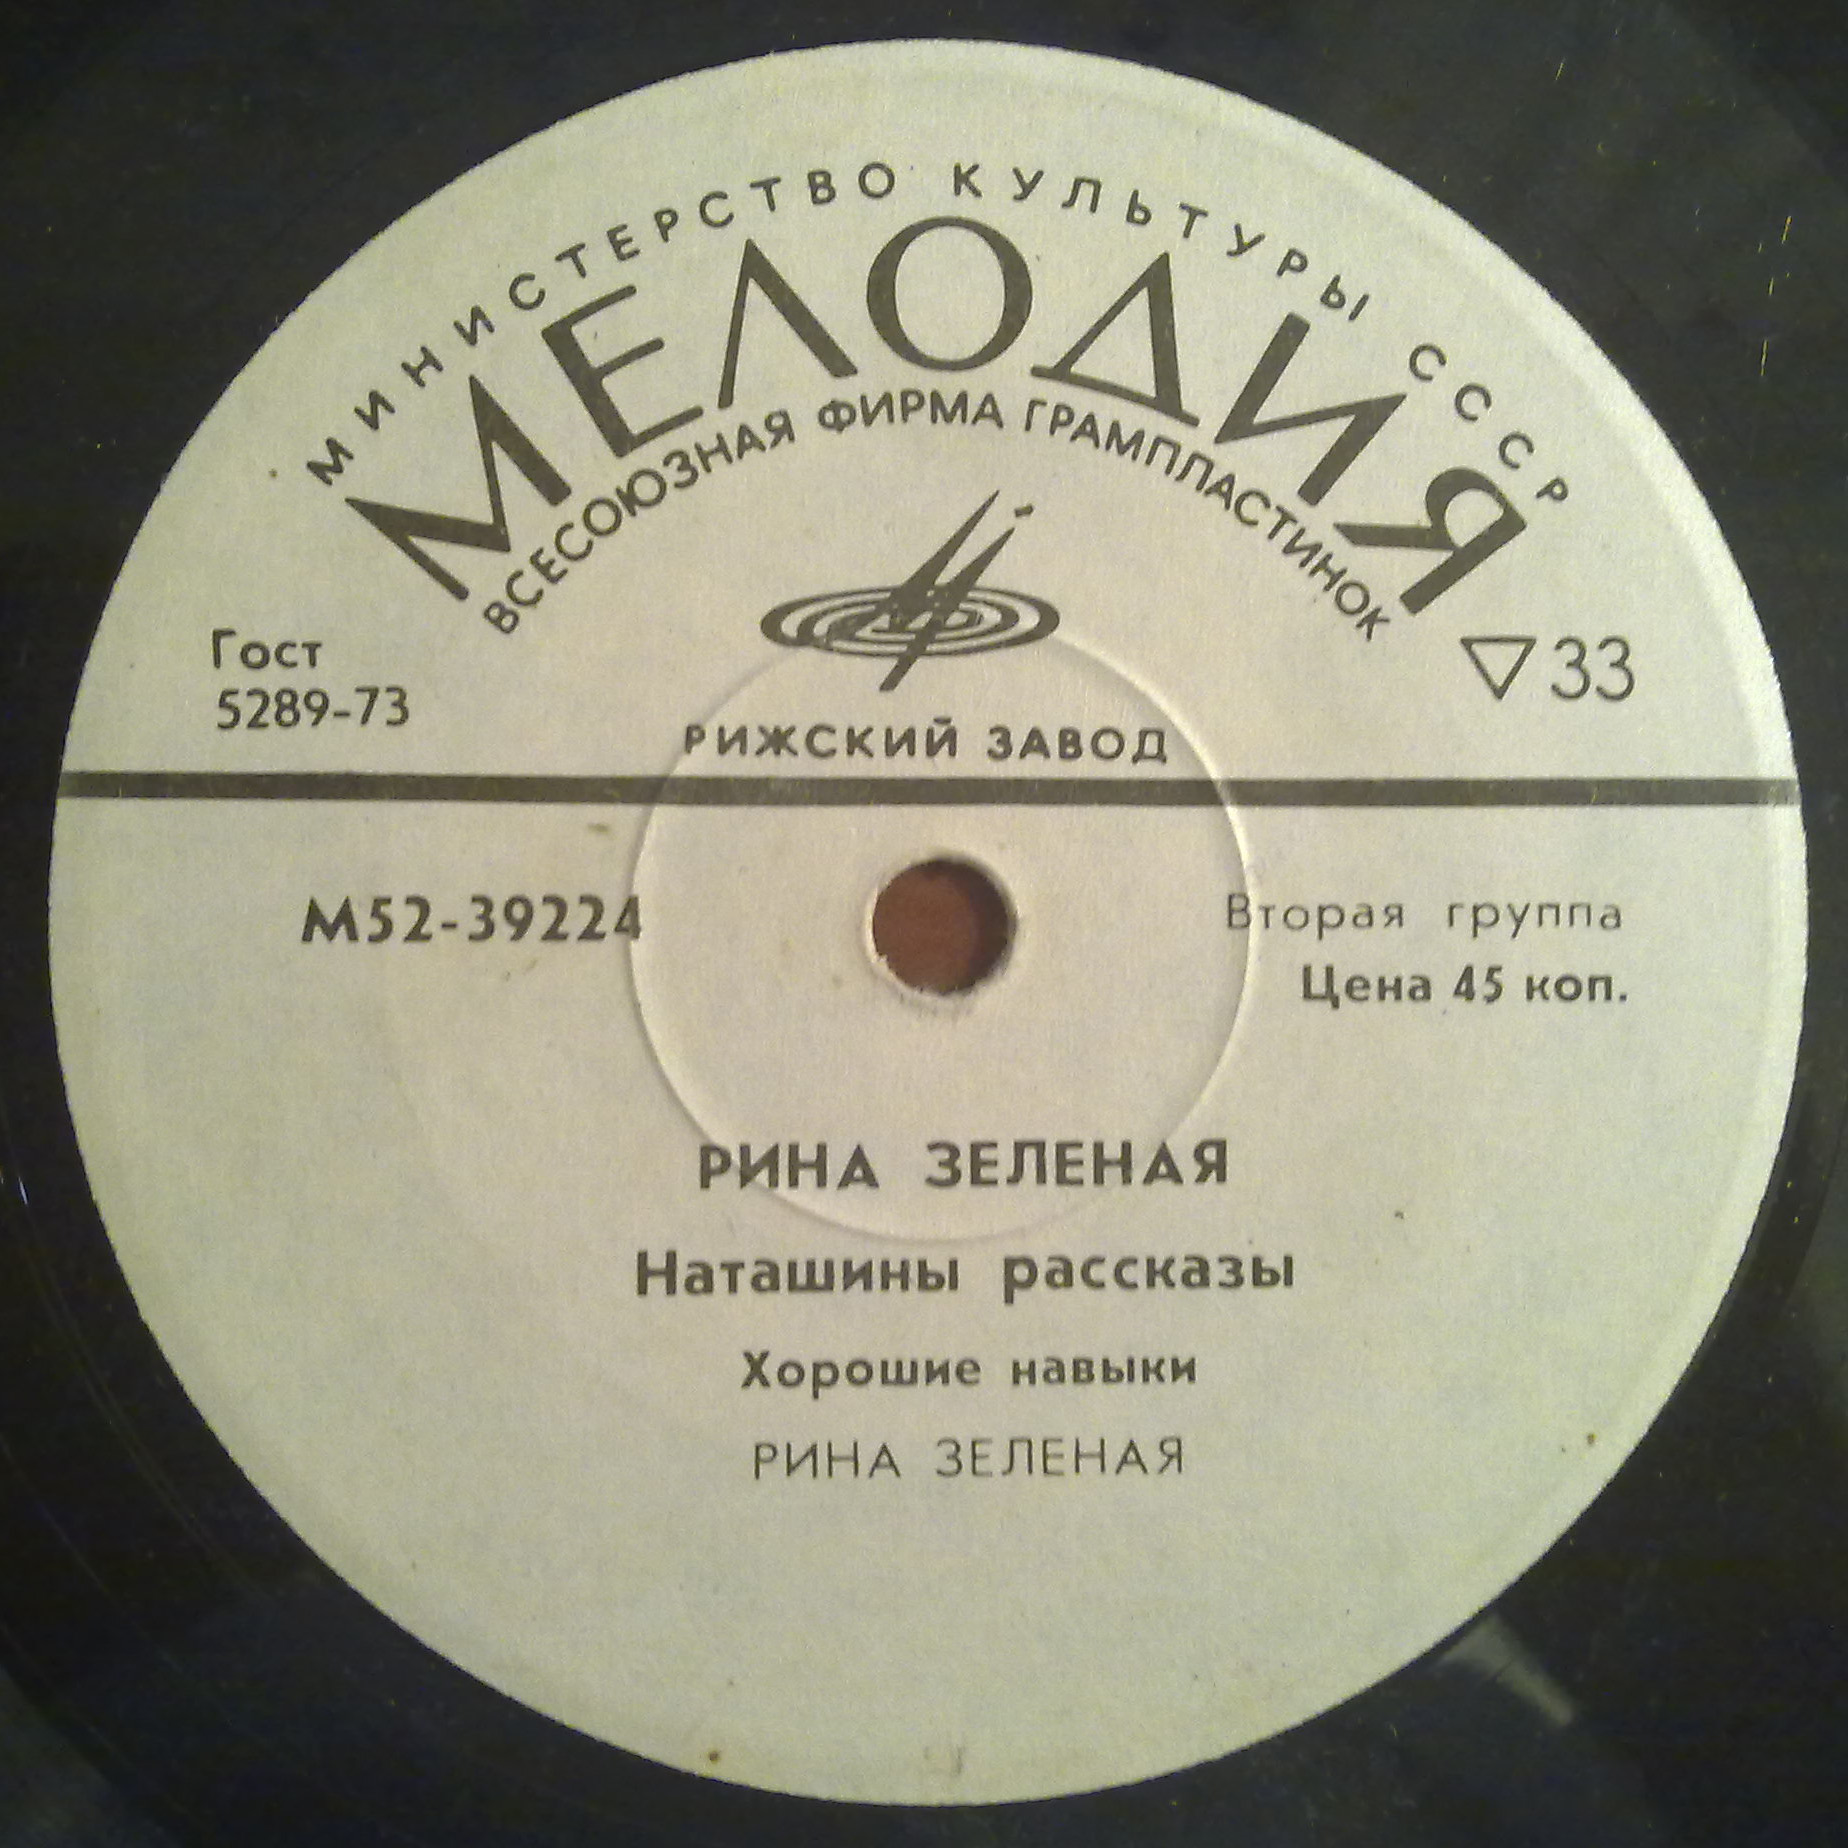 МИНИСТЕРСТВО КУЛЬТУРЫ СССР
МЕЛОДИЯ
ВСЕСОЮЗНАЯ ФИРМА ГРАМПЛАСТИНОК
Гост
5289-73
33
РИЖСКИЙ ЗАВОД
М52-39224
Вторая группа
Цена 45 коп.
РИНА ЗЕЛЕНАЯ
Наташины рассказы
Хорошие навыки
РИНА ЗЕЛЕНАЯ